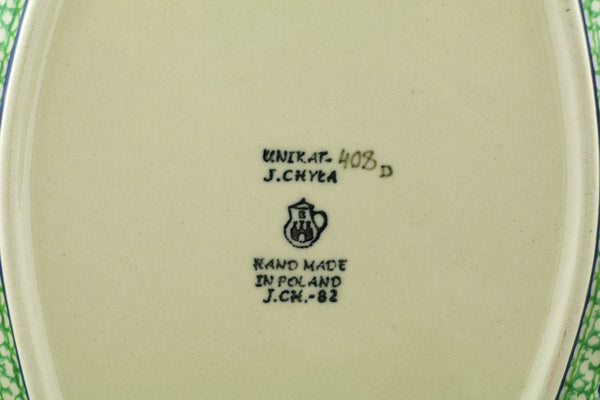 UNIKAT- 408 D
J.CHYŁA
B
HAND MADE
IN POLAND
J.CH.-82